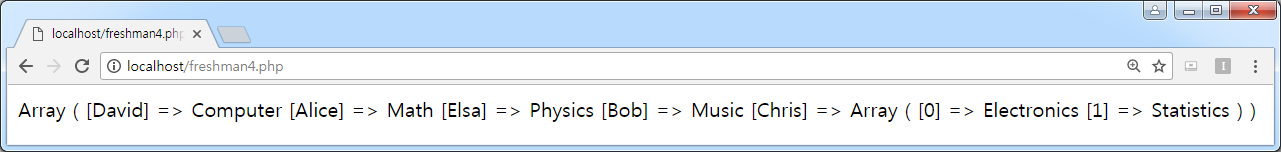 localhost/freshman4.php
localhost/freshman4.php
Array ( [David] => Computer [Alice] => Math [Elsa] => Physics [Bob] => Music [Chris] => Array ( [0] => Electronics [1] => Statistics ) )